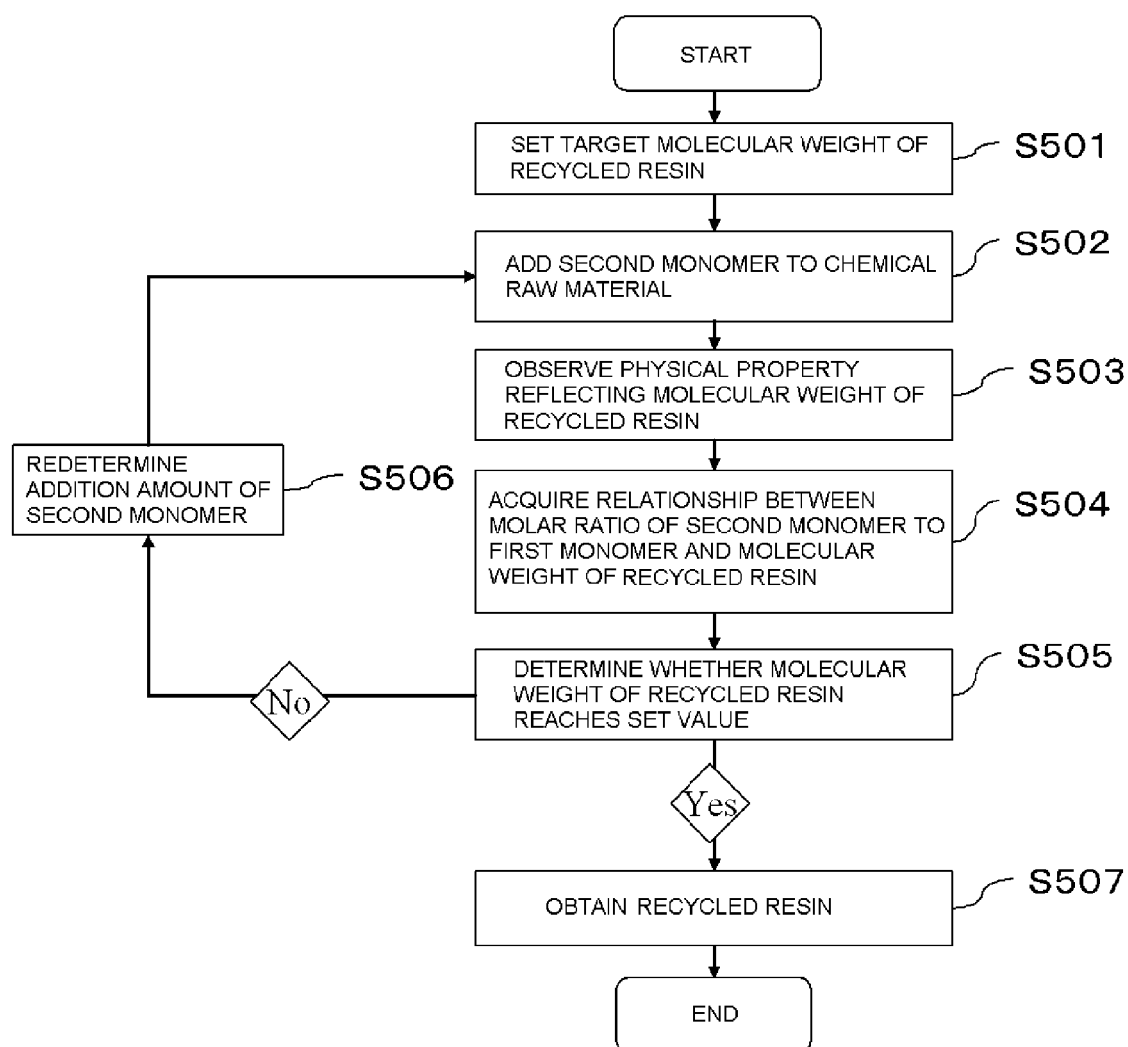 START
SET TARGET MOLECULAR WEIGHT OF
RECYCLED RESIN
S501
ADD SECOND MONOMER TO CHEMICAL
RAW MATERIAL
S502
OBSERVE PHYSICAL PROPERTY
REFLECTING MOLECULAR WEIGHT OF
RECYCLED RESIN
S503
REDETERMINE
ADDITION AMOUNT OF
SECOND MONOMER
S506
ACQUIRE RELATIONSHIP BETWEEN
MOLAR RATIO OF SECOND MONOMER TO
FIRST MONOMER AND MOLECULAR
WEIGHT OF RECYCLED RESIN
S504
DETERMINE WHETHER MOLECULAR
WEIGHT OF RECYCLED RESIN
REACHES SET VALUE
S505
No
Yes
OBTAIN RECYCLED RESIN
S507
END